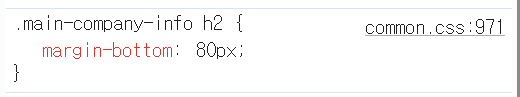 .main-company-info h2 { common.css:971
margin-bottom: 80px;
}